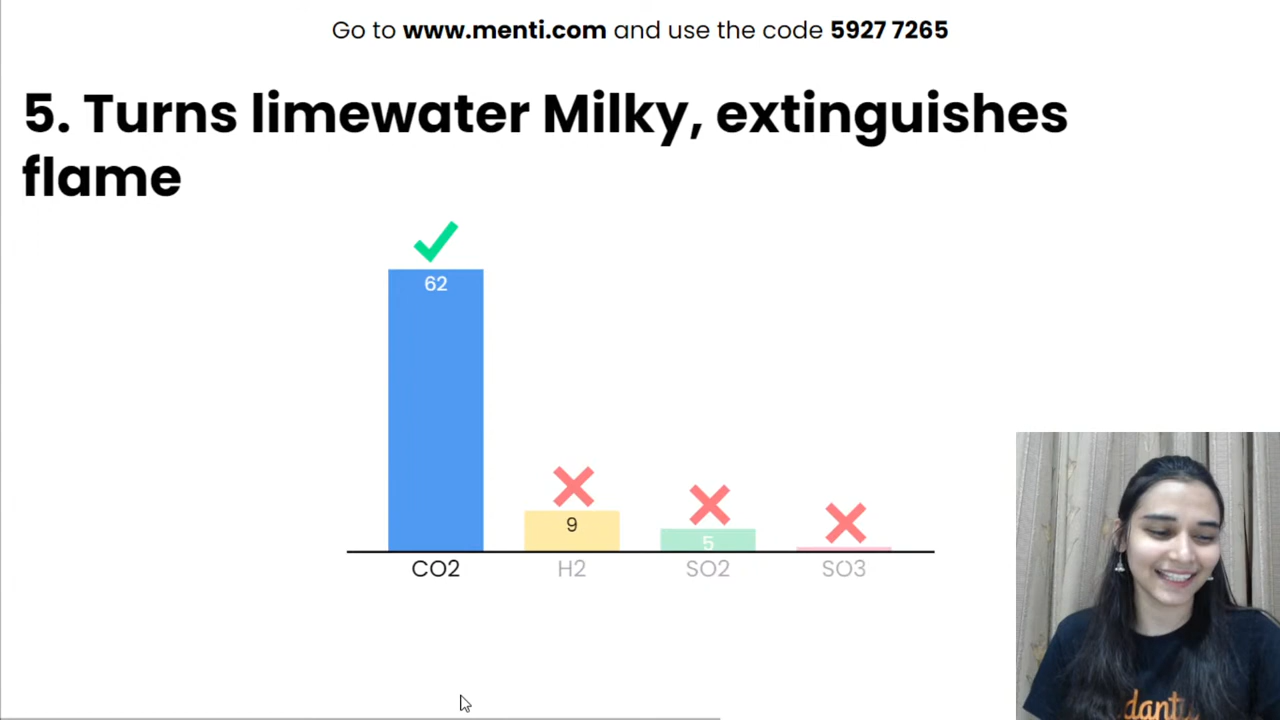 Go to www.menti.com and use the code 5927 7265
5. Turns limewater Milky, extinguishes
flame
62
9
5
CO2
H2
SO2
SO3